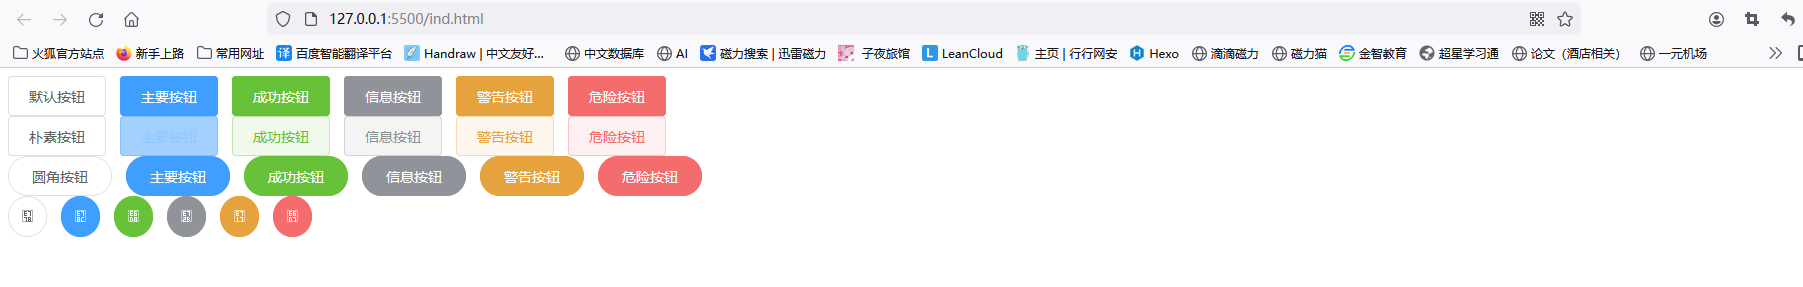 127.0.0.1:5500/ind.html
火狐官方站点 新手上路 常用网址 译 百度智能翻译平台 Handraw | 中文友好... 中文数据库 AI 磁力搜索 | 迅雷磁力 子夜旅馆 L LeanCloud 主页 | 行行网安 H Hexo 滴滴磁力 磁力猫 金智教育 超星学习通 论文（酒店相关） 一元机场
默认按钮 主要按钮 成功按钮 信息按钮 警告按钮 危险按钮
朴素按钮 主要按钮 成功按钮 信息按钮 警告按钮 危险按钮
圆角按钮 主要按钮 成功按钮 信息按钮 警告按钮 危险按钮